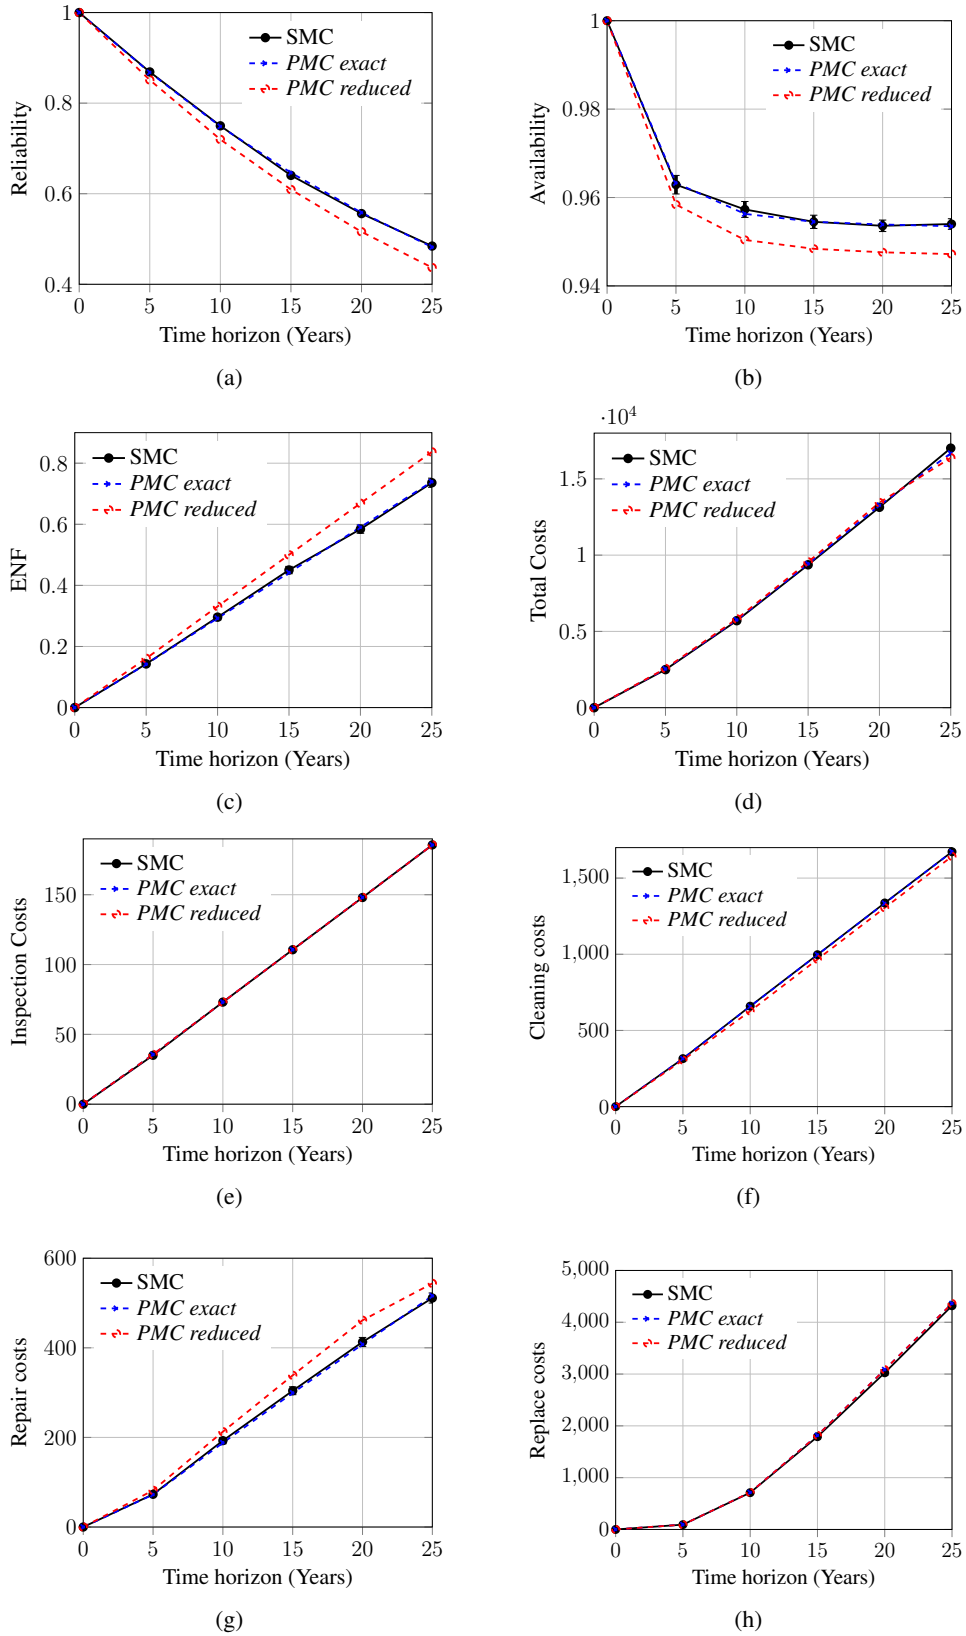 1
0.8
0.6
0.4
0 5 10 15 20 25
Reliability
Time horizon (Years)
SMC
PMC exact
PMC reduced
(a)
1
0.98
0.96
0.94
0 5 10 15 20 25
Availability
Time horizon (Years)
SMC
PMC exact
PMC reduced
(b)
0.8
0.6
0.4
0.2
0
0 5 10 15 20 25
ENF
Time horizon (Years)
SMC
PMC exact
PMC reduced
(c)
·10⁴
1.5
1
0.5
0
0 5 10 15 20 25
Total Costs
Time horizon (Years)
SMC
PMC exact
PMC reduced
(d)
150
100
50
0
0 5 10 15 20 25
Inspection Costs
Time horizon (Years)
SMC
PMC exact
PMC reduced
(e)
1,500
1,000
500
0
0 5 10 15 20 25
Cleaning costs
Time horizon (Years)
SMC
PMC exact
PMC reduced
(f)
600
400
200
0
0 5 10 15 20 25
Repair costs
Time horizon (Years)
SMC
PMC exact
PMC reduced
(g)
5,000
4,000
3,000
2,000
1,000
0
0 5 10 15 20 25
Replace costs
Time horizon (Years)
SMC
PMC exact
PMC reduced
(h)